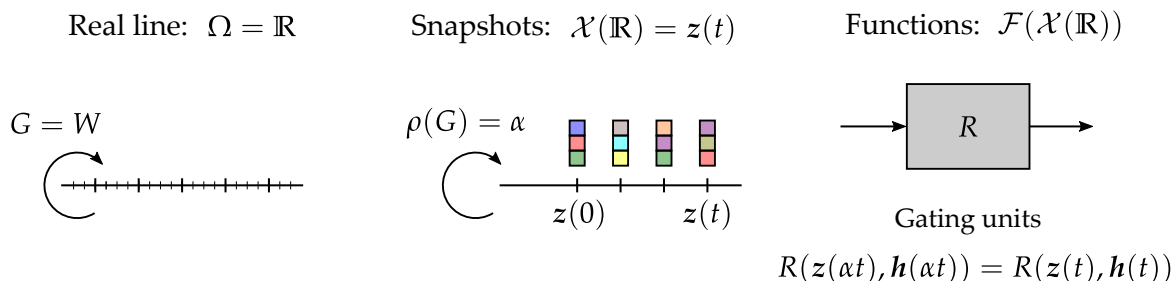 Real line: Ω = ℝ
Snapshots: 𝒳(ℝ) = z(t)
Functions: ℱ(𝒳(ℝ))
G = W
ρ(G) = α
R
z(0)
z(t)
Gating units
R(z(αt), h(αt)) = R(z(t), h(t))